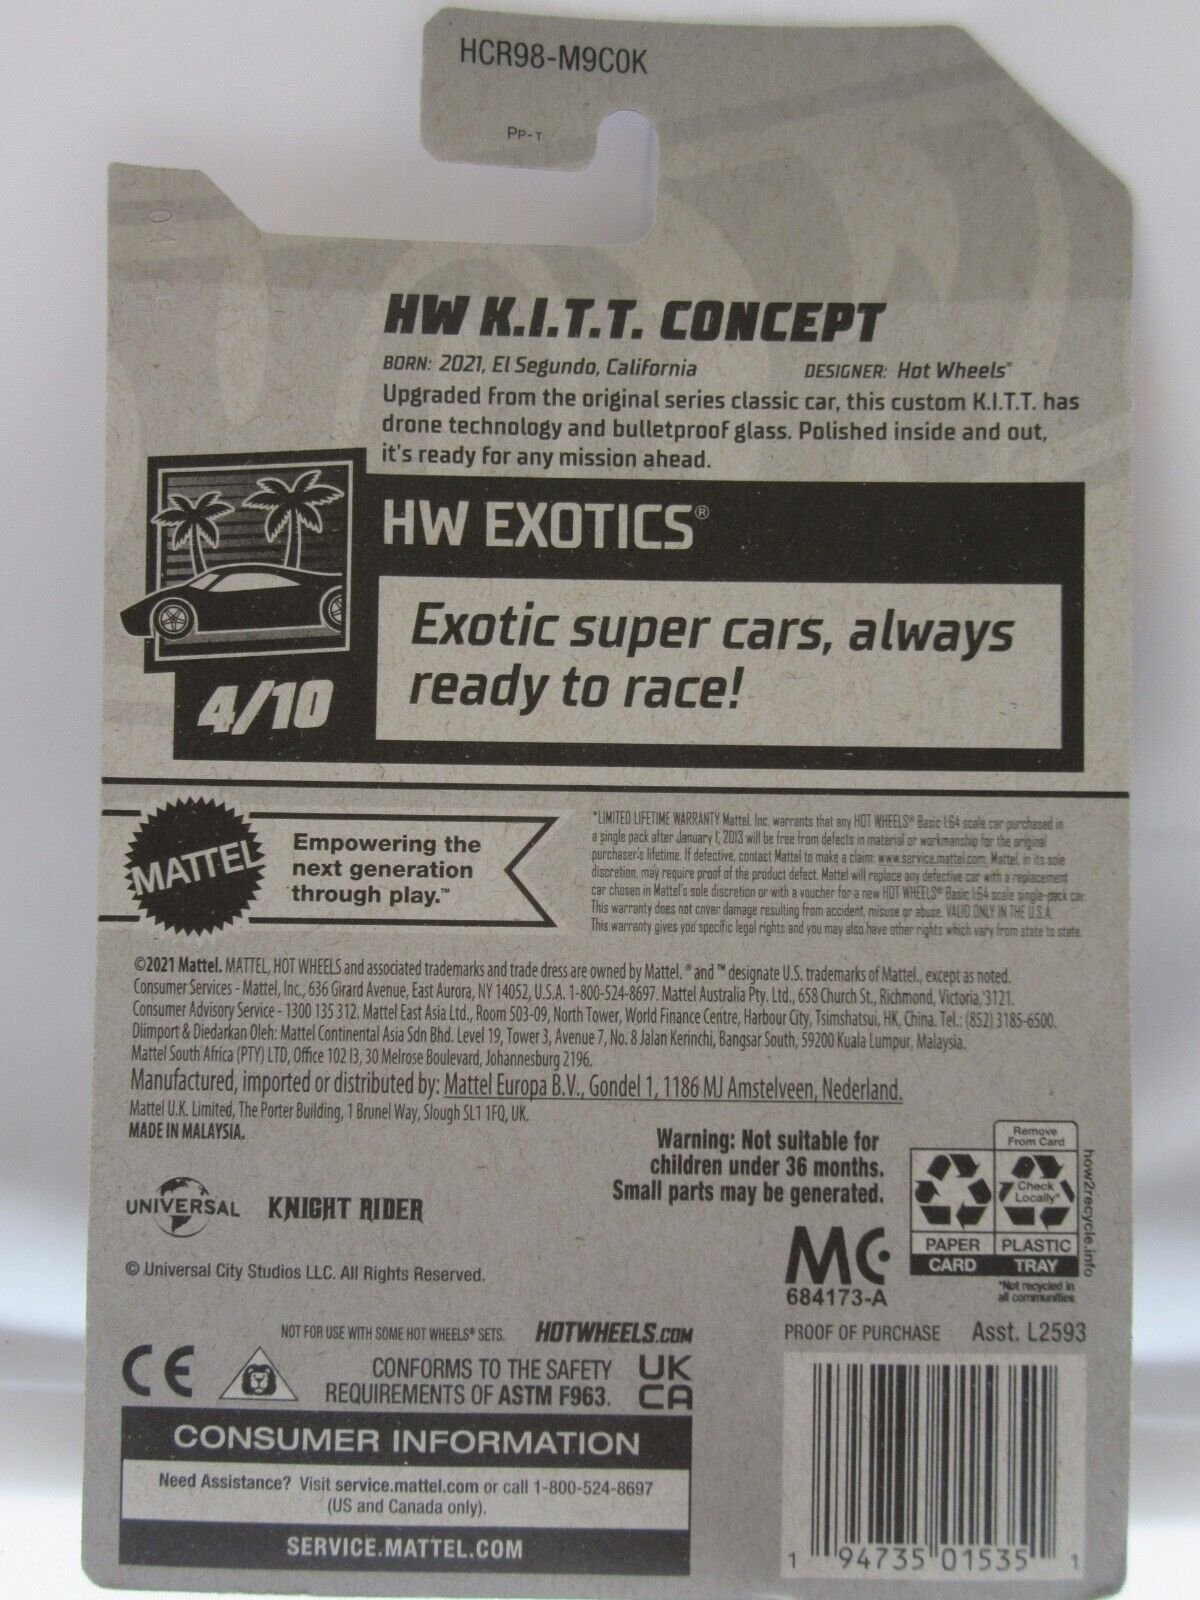 HCR98-M9C0K
PP-T
04
HW K.I.T.T. CONCEPT
BORN: 2021, El Segundo, California DESIGNER: Hot Wheels™
Upgraded from the original series classic car, this custom K.I.T.T. has
drone technology and bulletproof glass. Polished inside and out,
it's ready for any mission ahead.
HW EXOTICS®
Exotic super cars, always
ready to race!
4/10
MATTEL
Empowering the
next generation
through play.™
*LIMITED LIFETIME WARRANTY Mattel, Inc. warrants that any HOT WHEELS® Basic 1:64 scale car purchased in
a single pack after January 1, 2013 will be free from defects in material or workmanship for the original
purchaser's lifetime. If defective, contact Mattel to make a claim: www.service.mattel.com. Mattel, in its sole
discretion, may require proof of the product defect. Mattel will replace any defective car with a replacement
car chosen in Mattel's sole discretion or with a voucher for a new HOT WHEELS® Basic 1:64 scale single-pack car.
This warranty does not cover damage resulting from accident, misuse or abuse. VALID ONLY IN THE U.S.A.
This warranty gives you specific legal rights and you may also have other rights which vary from state to state.
©2021 Mattel. MATTEL, HOT WHEELS and associated trademarks and trade dress are owned by Mattel. ® and ™ designate U.S. trademarks of Mattel, except as noted.
Consumer Services - Mattel, Inc., 636 Girard Avenue, East Aurora, NY 14052, U.S.A. 1-800-524-8697. Mattel Australia Pty. Ltd., 658 Church St., Richmond, Victoria, 3121.
Consumer Advisory Service - 1300 135 312. Mattel East Asia Ltd., Room 503-09, North Tower, World Finance Centre, Harbour City, Tsimshatsui, HK, China. Tel.: (852) 3185-6500.
Diimport & Diedarkan Oleh: Mattel Continental Asia Sdn Bhd. Level 19, Tower 3, Avenue 7, No. 8 Jalan Kerinchi, Bangsar South, 59200 Kuala Lumpur, Malaysia.
Mattel South Africa (PTY) LTD, Office 102 I3, 30 Melrose Boulevard, Johannesburg 2196.
Manufactured, imported or distributed by: Mattel Europa B.V., Gondel 1, 1186 MJ Amstelveen, Nederland.
Mattel U.K. Limited, The Porter Building, 1 Brunel Way, Slough SL1 1FQ, UK.
MADE IN MALAYSIA.
Warning: Not suitable for
children under 36 months.
Small parts may be generated.
Remove
From Card
Check
Locally*
PAPER PLASTIC
CARD TRAY
*Not recycled in
all communities
how2recycle.info
UNIVERSAL KNIGHT RIDER
© Universal City Studios LLC. All Rights Reserved.
MC
684173-A
NOT FOR USE WITH SOME HOT WHEELS® SETS. HOTWHEELS.COM
PROOF OF PURCHASE Asst. L2593
CE
CONFORMS TO THE SAFETY
REQUIREMENTS OF ASTM F963.
UK
CA
CONSUMER INFORMATION
Need Assistance? Visit service.mattel.com or call 1-800-524-8697
(US and Canada only).
SERVICE.MATTEL.COM
1 94735 01535 1